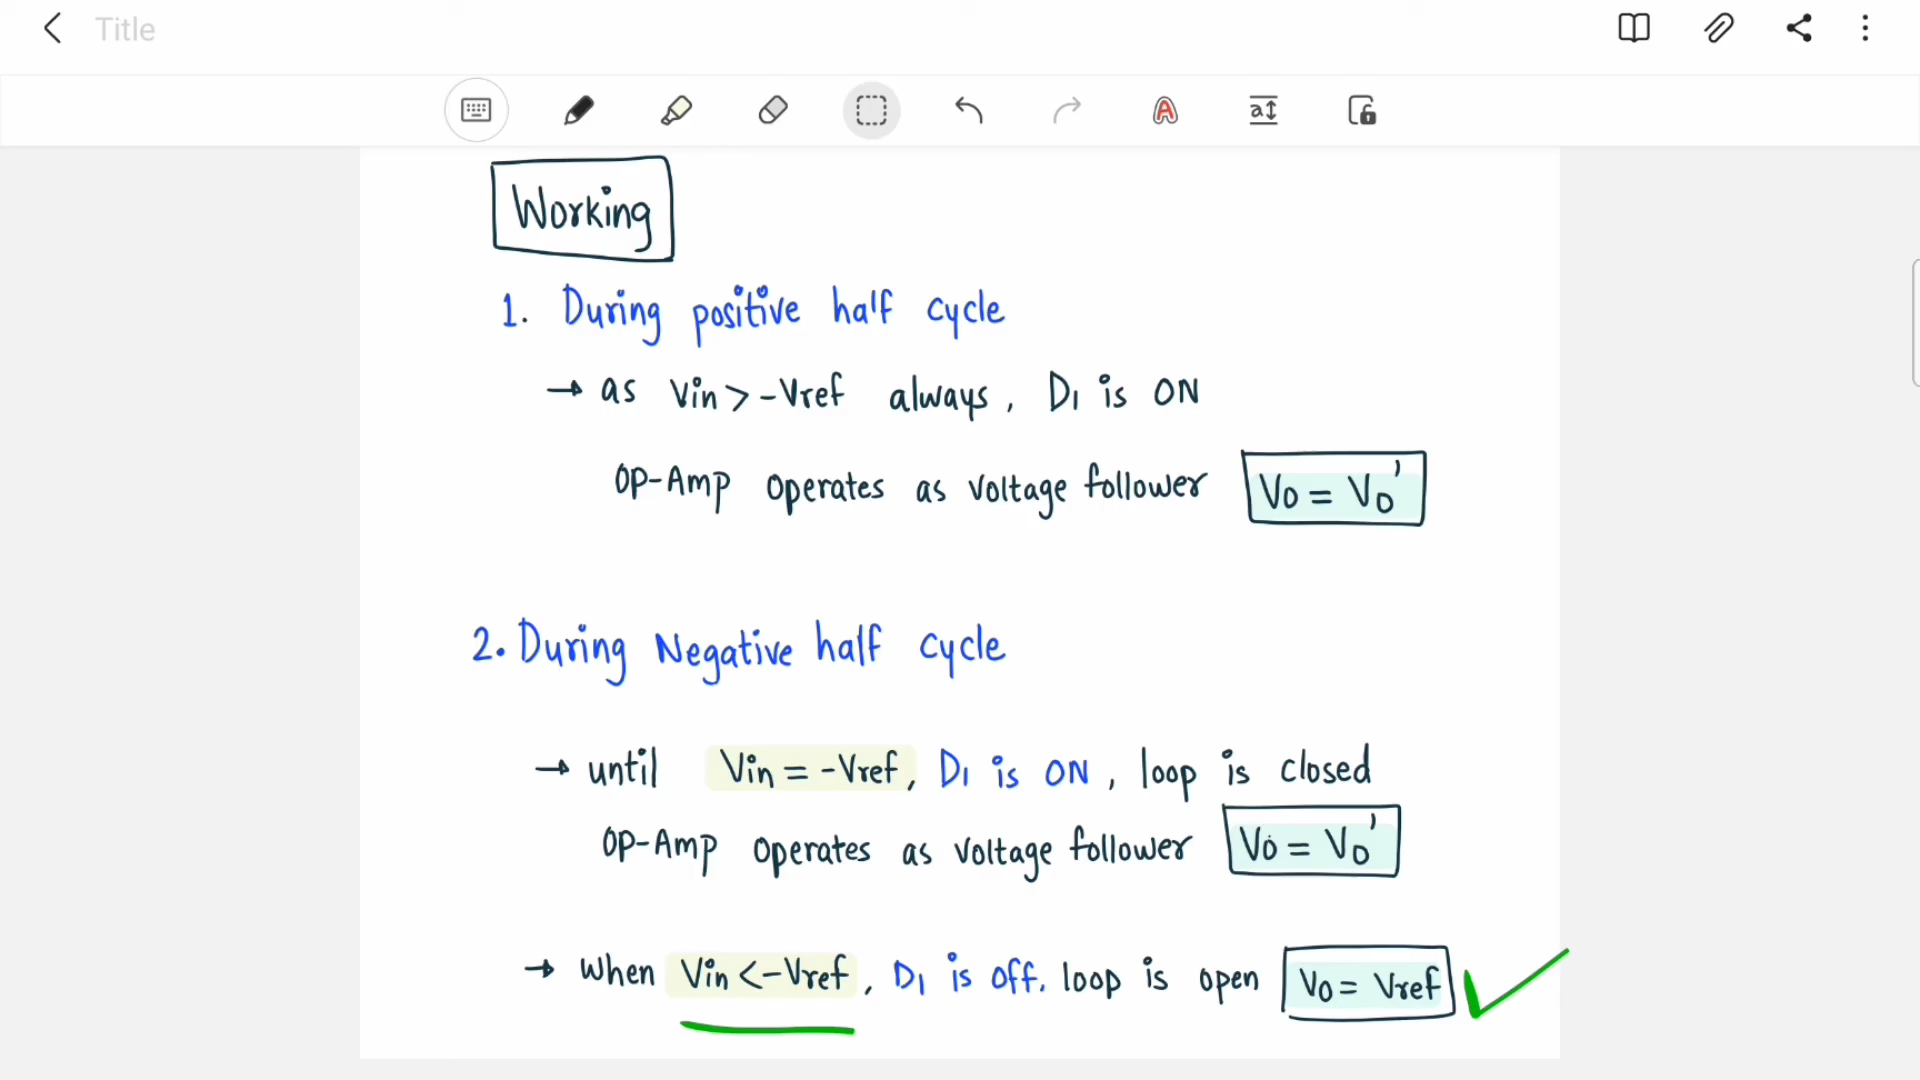 Title
Working
1. During positive half cycle
→ as Vin > -Vref always, D1 is ON
OP-Amp operates as voltage follower Vo = Vo'
2. During Negative half cycle
→ until Vin = -Vref, D1 is ON, loop is closed
OP-Amp operates as voltage follower Vo = Vo'
→ when Vin < -Vref, D1 is off. loop is open Vo = Vref